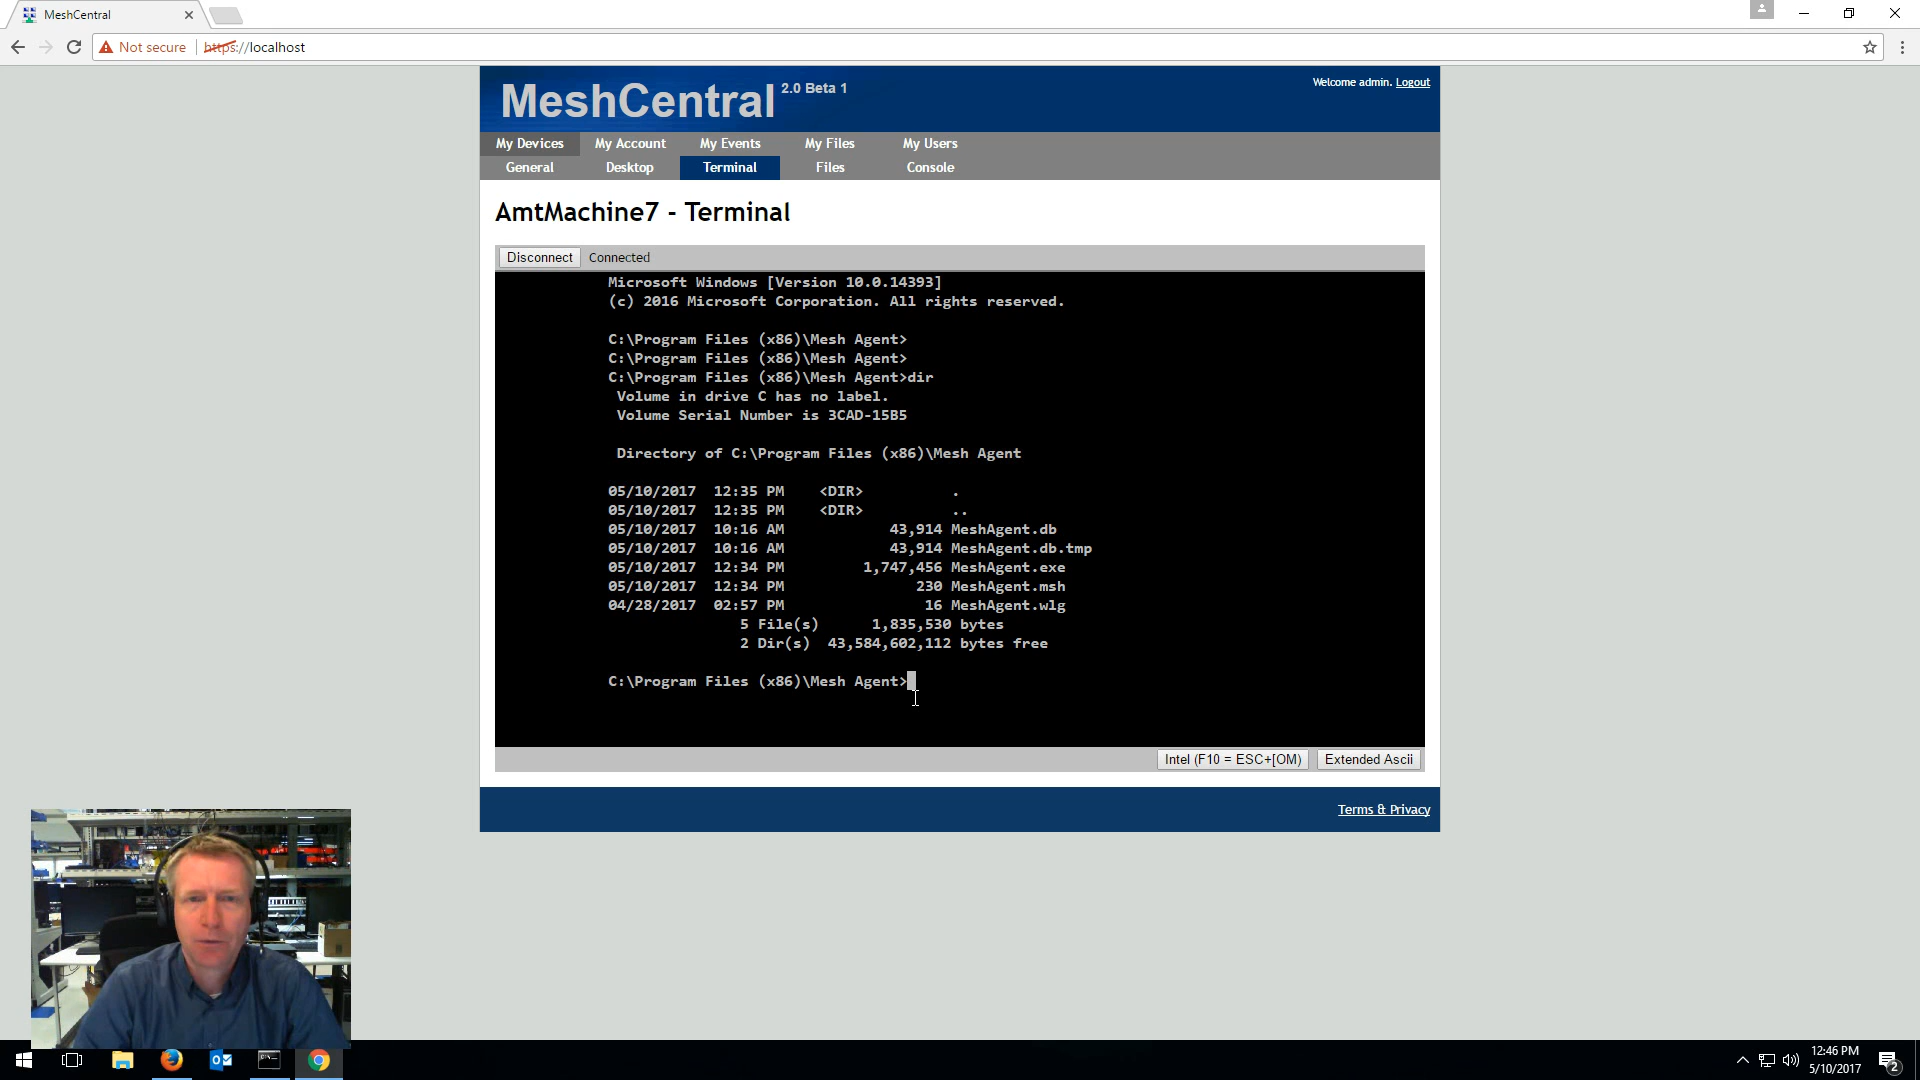 MeshCentral
Not secure https://localhost
MeshCentral 2.0 Beta 1
Welcome admin. Logout
My Devices My Account My Events My Files My Users
General Desktop Terminal Files Console
AmtMachine7 - Terminal
Disconnect Connected
Microsoft Windows [Version 10.0.14393]
(c) 2016 Microsoft Corporation. All rights reserved.
C:\Program Files (x86)\Mesh Agent>
C:\Program Files (x86)\Mesh Agent>
C:\Program Files (x86)\Mesh Agent>dir
Volume in drive C has no label.
Volume Serial Number is 3CAD-15B5
Directory of C:\Program Files (x86)\Mesh Agent
05/10/2017 12:35 PM <DIR> .
05/10/2017 12:35 PM <DIR> ..
05/10/2017 10:16 AM 43,914 MeshAgent.db
05/10/2017 10:16 AM 43,914 MeshAgent.db.tmp
05/10/2017 12:34 PM 1,747,456 MeshAgent.exe
05/10/2017 12:34 PM 230 MeshAgent.msh
04/28/2017 02:57 PM 16 MeshAgent.wlg
5 File(s) 1,835,530 bytes
2 Dir(s) 43,584,602,112 bytes free
C:\Program Files (x86)\Mesh Agent>
Intel (F10 = ESC+[OM) Extended Ascii
Terms & Privacy
12:46 PM
5/10/2017
2